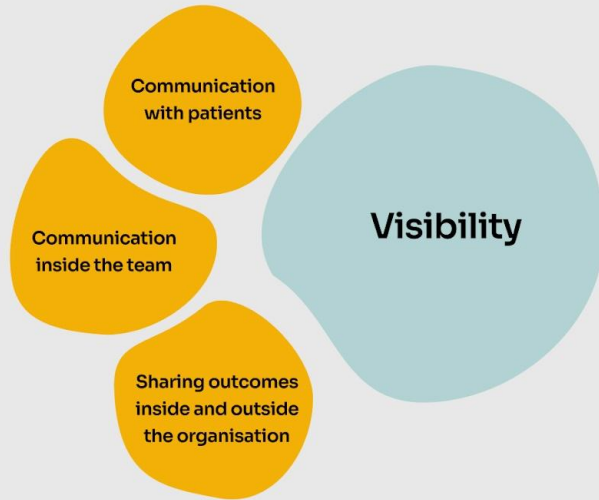 Communication
with patients
Communication
inside the team
Visibility
Sharing outcomes
inside and outside
the organisation